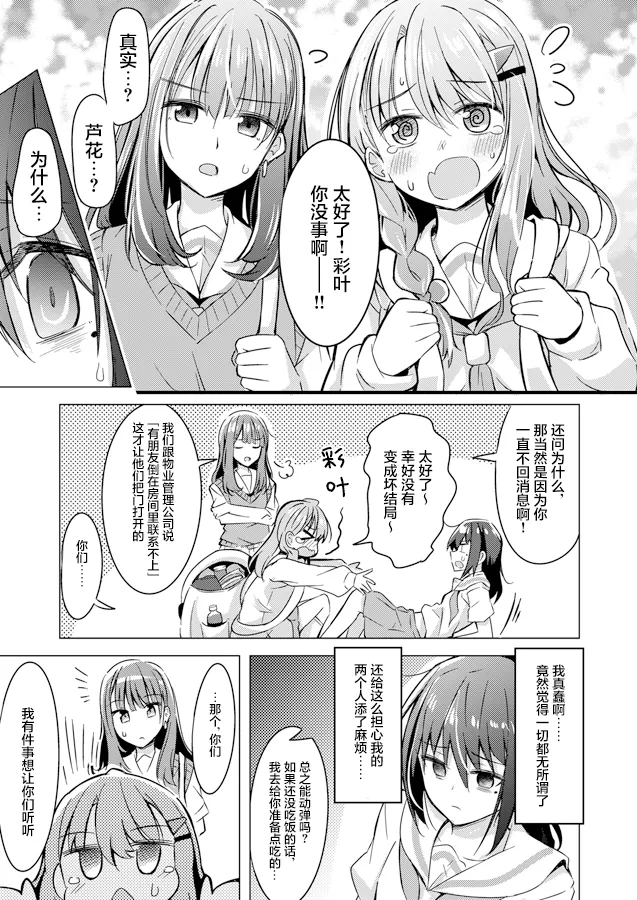 太好了！彩叶
你没事啊——!!
真实…?
芦花…?
为什么…
还问为什么，
那当然是因为你
一直不回消息啊！
太好了～
幸好没有
变成坏结局～
彩叶
我们跟物业管理公司说
「有朋友倒在房间里联系不上」
这才让他们把门打开的
你们…
我真蠢啊……
竟然觉得一切都无所谓了
还给这么担心我的
两个人添了麻烦……
总之能动弹吗？
如果还没吃饭的话，
我去给你准备点吃的…
…那个，你们
我有件事想让你们听听